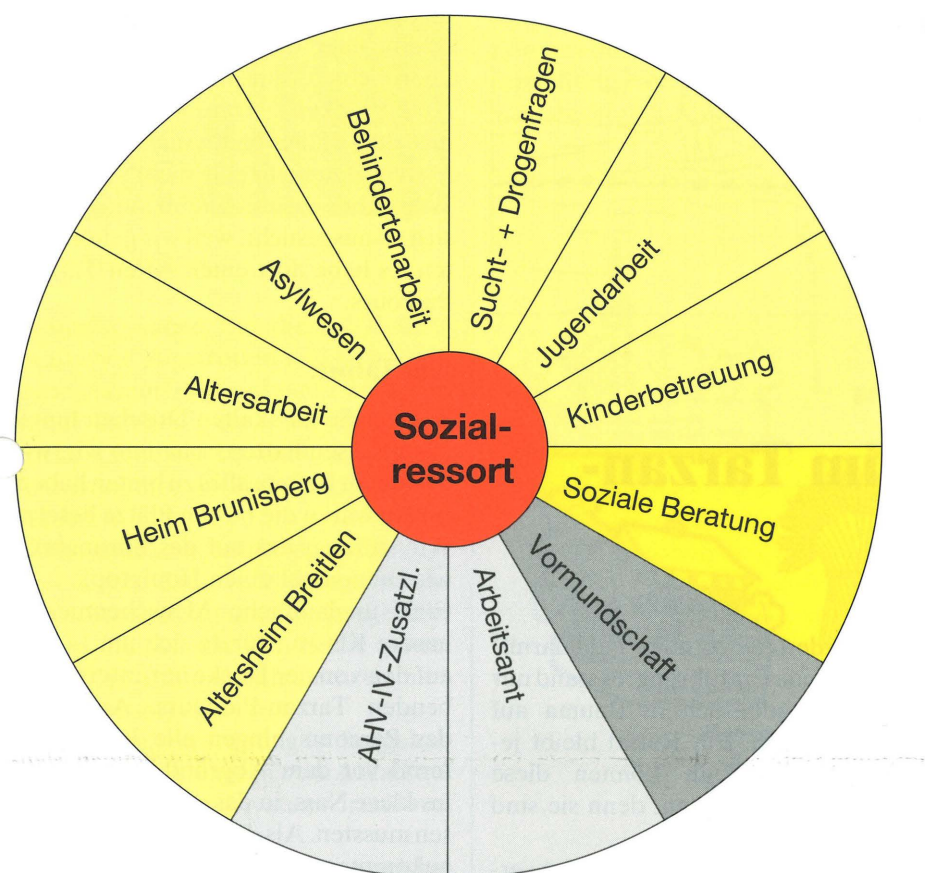 Sucht- + Drogenfragen
Jugendarbeit
Kinderbetreuung
Soziale Beratung
Vormundschaft
Arbeitsamt
AHV-IV-Zusatzl.
Altersheim Breitlen
Heim Brunisberg
Altersarbeit
Asylwesen
Behindertenarbeit
Sozial-
ressort